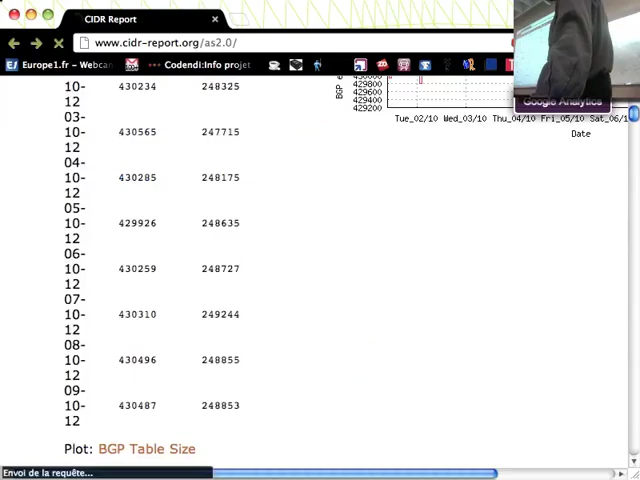 CIDR Report
www.cidr-report.org/as2.0/
Europe1.fr - Webcam
Codendi:Info projet
100+
10- 430234 248325
12
03-
10- 430565 247715
12
04-
10- 430285 248175
12
05-
10- 429926 248635
12
06-
10- 430259 248727
12
07-
10- 430310 249244
12
08-
10- 430496 248855
12
09-
10- 430487 248853
12
Plot: BGP Table Size
BGP
429800
429600
429400
429200
Tue_02/10 Wed_03/10 Thu_04/10 Fri_05/10 Sat_06/1
Date
Google Analytics
Envoi de la requête...